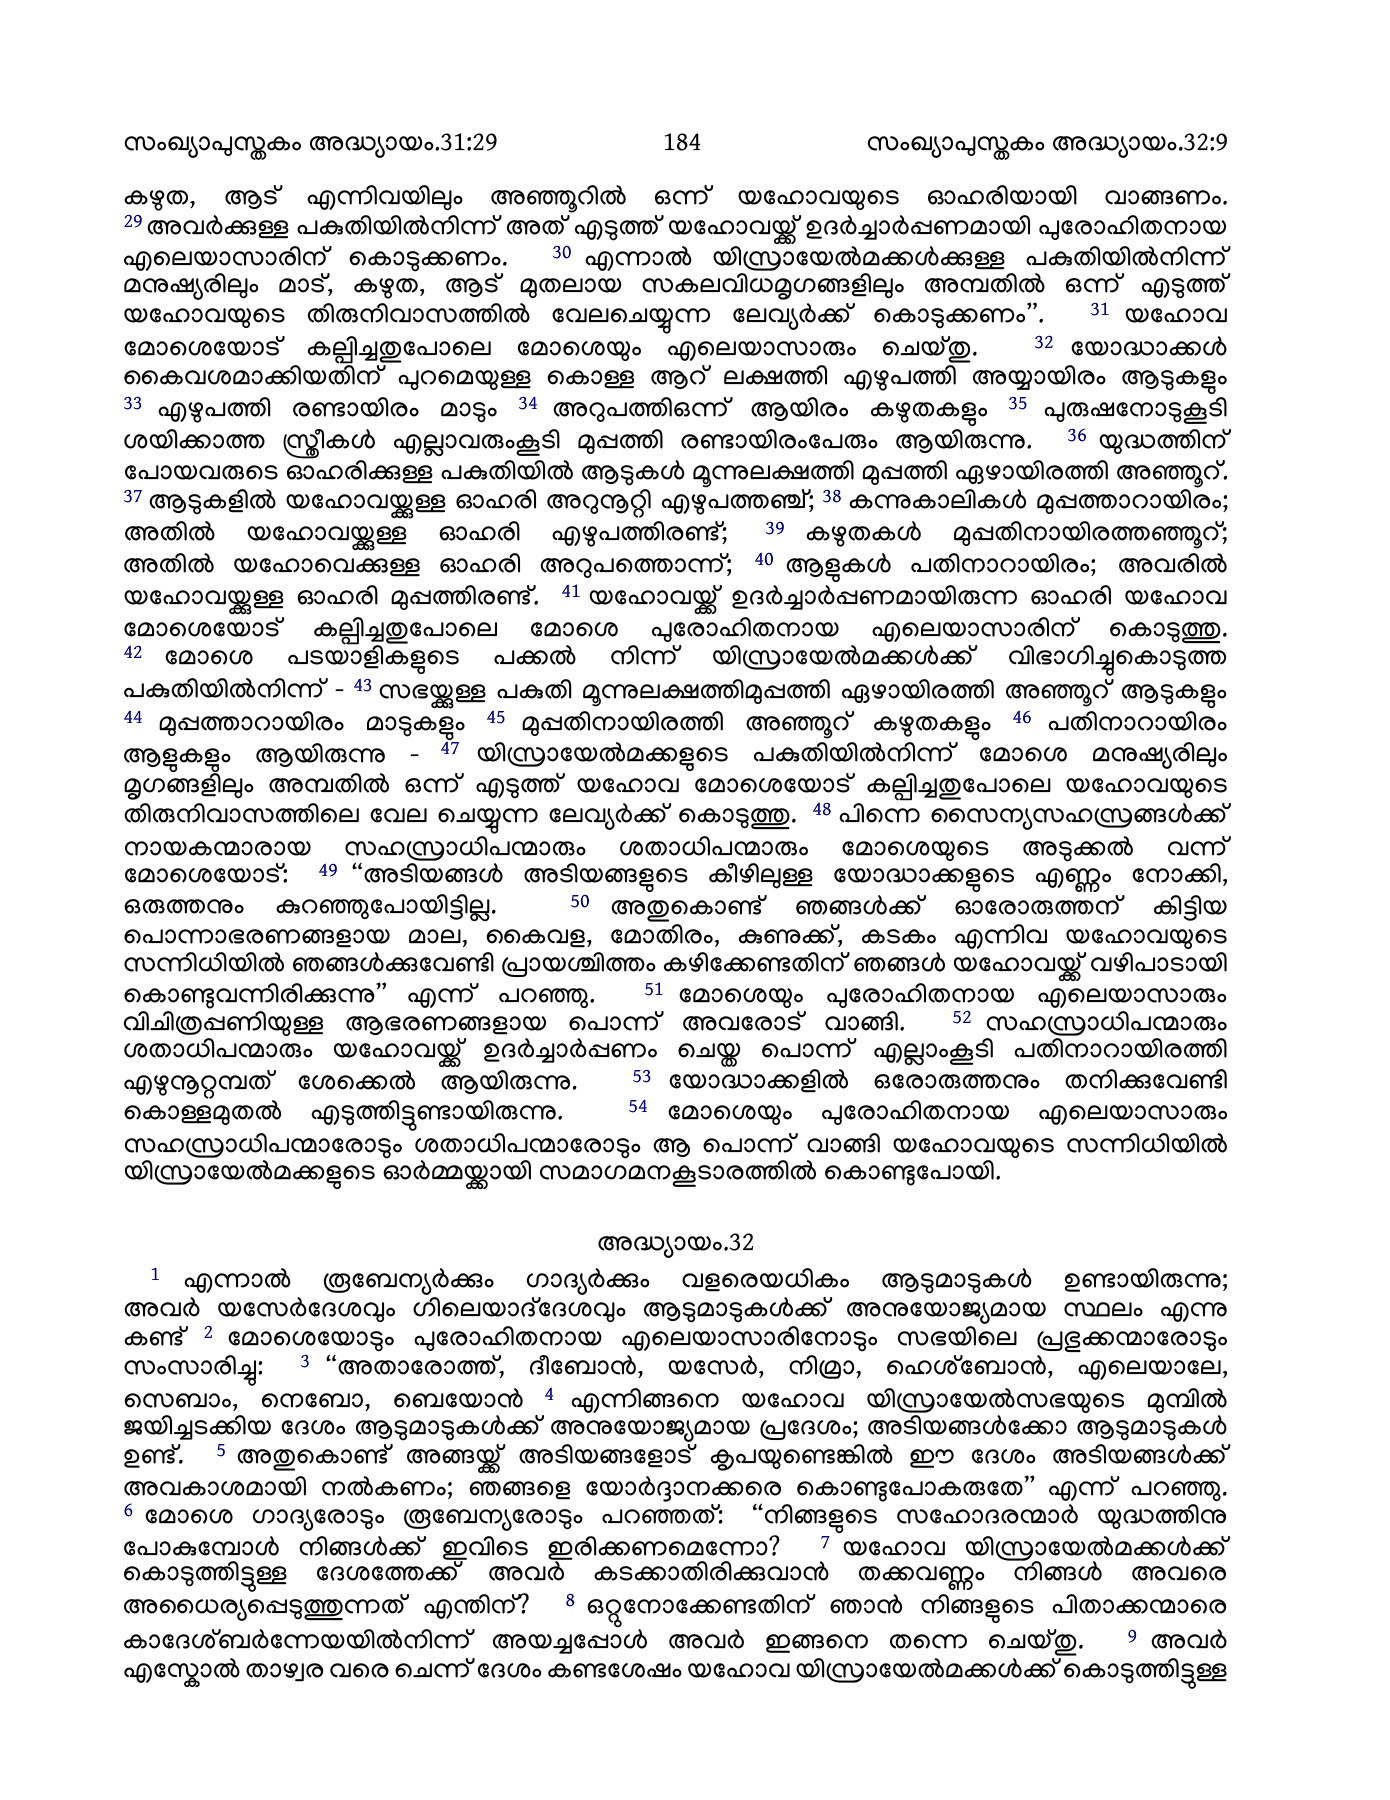 സംഖ്യാപുസ്തകം അദ്ധ്യായം.31:29 184 സംഖ്യാപുസ്തകം അദ്ധ്യായം.32:9
കഴുത, ആട് എന്നിവയിലും അഞ്ഞൂറിൽ ഒന്ന് യഹോവയുടെ ഓഹരിയായി വാങ്ങണം.
29 അവർക്കുള്ള പകുതിയിൽനിന്ന് അത് എടുത്ത് യഹോവയ്ക്ക് ഉദർച്ചാർപ്പണമായി പുരോഹിതനായ
എലെയാസാരിന് കൊടുക്കണം. 30 എന്നാൽ യിസ്രായേൽമക്കൾക്കുള്ള പകുതിയിൽനിന്ന്
മനുഷ്യരിലും മാട്, കഴുത, ആട് മുതലായ സകലവിധമൃഗങ്ങളിലും അമ്പതിൽ ഒന്ന് എടുത്ത്
യഹോവയുടെ തിരുനിവാസത്തിൽ വേലചെയ്യുന്ന ലേവ്യർക്ക് കൊടുക്കണം”. 31 യഹോവ
മോശെയോട് കല്പിച്ചതുപോലെ മോശെയും എലെയാസാരും ചെയ്തു. 32 യോദ്ധാക്കൾ
കൈവശമാക്കിയതിന് പുറമെയുള്ള കൊള്ള ആറ് ലക്ഷത്തി എഴുപത്തി അയ്യായിരം ആടുകളും
33 എഴുപത്തി രണ്ടായിരം മാടും 34 അറുപത്തിഒന്ന് ആയിരം കഴുതകളും 35 പുരുഷനോടുകൂടി
ശയിക്കാത്ത സ്ത്രീകൾ എല്ലാവരുംകൂടി മുപ്പത്തി രണ്ടായിരംപേരും ആയിരുന്നു. 36 യുദ്ധത്തിന്
പോയവരുടെ ഓഹരിക്കുള്ള പകുതിയിൽ ആടുകൾ മൂന്നുലക്ഷത്തി മുപ്പത്തി ഏഴായിരത്തി അഞ്ഞൂറ്.
37 ആടുകളിൽ യഹോവയ്ക്കുള്ള ഓഹരി അറുനൂറ്റി എഴുപത്തഞ്ച്; 38 കന്നുകാലികൾ മുപ്പത്താറായിരം;
അതിൽ യഹോവയ്ക്കുള്ള ഓഹരി എഴുപത്തിരണ്ട്; 39 കഴുതകൾ മുപ്പതിനായിരത്തഞ്ഞൂറ്;
അതിൽ യഹോവെക്കുള്ള ഓഹരി അറുപത്തൊന്ന്; 40 ആളുകൾ പതിനാറായിരം; അവരിൽ
യഹോവയ്ക്കുള്ള ഓഹരി മുപ്പത്തിരണ്ട്. 41 യഹോവയ്ക്ക് ഉദർച്ചാർപ്പണമായിരുന്ന ഓഹരി യഹോവ
മോശെയോട് കല്പിച്ചതുപോലെ മോശെ പുരോഹിതനായ എലെയാസാരിന് കൊടുത്തു.
42 മോശെ പടയാളികളുടെ പക്കൽ നിന്ന് യിസ്രായേൽമക്കൾക്ക് വിഭാഗിച്ചുകൊടുത്ത
പകുതിയിൽനിന്ന് - 43 സഭയ്ക്കുള്ള പകുതി മൂന്നുലക്ഷത്തിമുപ്പത്തി ഏഴായിരത്തി അഞ്ഞൂറ് ആടുകളും
44 മുപ്പത്താറായിരം മാടുകളും 45 മുപ്പതിനായിരത്തി അഞ്ഞൂറ് കഴുതകളും 46 പതിനാറായിരം
ആളുകളും ആയിരുന്നു - 47 യിസ്രായേൽമക്കളുടെ പകുതിയിൽനിന്ന് മോശെ മനുഷ്യരിലും
മൃഗങ്ങളിലും അമ്പതിൽ ഒന്ന് എടുത്ത് യഹോവ മോശെയോട് കല്പിച്ചതുപോലെ യഹോവയുടെ
തിരുനിവാസത്തിലെ വേല ചെയ്യുന്ന ലേവ്യർക്ക് കൊടുത്തു. 48 പിന്നെ സൈന്യസഹസ്രങ്ങൾക്ക്
നായകന്മാരായ സഹസ്രാധിപന്മാരും ശതാധിപന്മാരും മോശെയുടെ അടുക്കൽ വന്ന്
മോശെയോട്: 49 “അടിയങ്ങൾ അടിയങ്ങളുടെ കീഴിലുള്ള യോദ്ധാക്കളുടെ എണ്ണം നോക്കി,
ഒരുത്തനും കുറഞ്ഞുപോയിട്ടില്ല. 50 അതുകൊണ്ട് ഞങ്ങൾക്ക് ഓരോരുത്തന് കിട്ടിയ
പൊന്നാഭരണങ്ങളായ മാല, കൈവള, മോതിരം, കുണുക്ക്, കടകം എന്നിവ യഹോവയുടെ
സന്നിധിയിൽ ഞങ്ങൾക്കുവേണ്ടി പ്രായശ്ചിത്തം കഴിക്കേണ്ടതിന് ഞങ്ങൾ യഹോവയ്ക്ക് വഴിപാടായി
കൊണ്ടുവന്നിരിക്കുന്നു” എന്ന് പറഞ്ഞു. 51 മോശെയും പുരോഹിതനായ എലെയാസാരും
വിചിത്രപ്പണിയുള്ള ആഭരണങ്ങളായ പൊന്ന് അവരോട് വാങ്ങി. 52 സഹസ്രാധിപന്മാരും
ശതാധിപന്മാരും യഹോവയ്ക്ക് ഉദർച്ചാർപ്പണം ചെയ്ത പൊന്ന് എല്ലാംകൂടി പതിനാറായിരത്തി
എഴുനൂറ്റമ്പത് ശേക്കെൽ ആയിരുന്നു. 53 യോദ്ധാക്കളിൽ ഒരോരുത്തനും തനിക്കുവേണ്ടി
കൊള്ളമുതൽ എടുത്തിട്ടുണ്ടായിരുന്നു. 54 മോശെയും പുരോഹിതനായ എലെയാസാരും
സഹസ്രാധിപന്മാരോടും ശതാധിപന്മാരോടും ആ പൊന്ന് വാങ്ങി യഹോവയുടെ സന്നിധിയിൽ
യിസ്രായേൽമക്കളുടെ ഓർമ്മയ്ക്കായി സമാഗമനകൂടാരത്തിൽ കൊണ്ടുപോയി.
അദ്ധ്യായം.32
1 എന്നാൽ രൂബേന്യർക്കും ഗാദ്യർക്കും വളരെയധികം ആടുമാടുകൾ ഉണ്ടായിരുന്നു;
അവർ യസേർദേശവും ഗിലെയാദ്ദേശവും ആടുമാടുകൾക്ക് അനുയോജ്യമായ സ്ഥലം എന്നു
കണ്ട് 2 മോശെയോടും പുരോഹിതനായ എലെയാസാരിനോടും സഭയിലെ പ്രഭുക്കന്മാരോടും
സംസാരിച്ചു: 3 “അതാരോത്ത്, ദീബോൻ, യസേർ, നിമ്രാ, ഹെശ്ബോൻ, എലെയാലേ,
സെബാം, നെബോ, ബെയോൻ 4 എന്നിങ്ങനെ യഹോവ യിസ്രായേൽസഭയുടെ മുമ്പിൽ
ജയിച്ചടക്കിയ ദേശം ആടുമാടുകൾക്ക് അനുയോജ്യമായ പ്രദേശം; അടിയങ്ങൾക്കോ ആടുമാടുകൾ
ഉണ്ട്. 5 അതുകൊണ്ട് അങ്ങയ്ക്ക് അടിയങ്ങളോട് കൃപയുണ്ടെങ്കിൽ ഈ ദേശം അടിയങ്ങൾക്ക്
അവകാശമായി നൽകണം; ഞങ്ങളെ യോർദ്ദാനക്കരെ കൊണ്ടുപോകരുതേ” എന്ന് പറഞ്ഞു.
6 മോശെ ഗാദ്യരോടും രൂബേന്യരോടും പറഞ്ഞത്: “നിങ്ങളുടെ സഹോദരന്മാർ യുദ്ധത്തിനു
പോകുമ്പോൾ നിങ്ങൾക്ക് ഇവിടെ ഇരിക്കണമെന്നോ? 7 യഹോവ യിസ്രായേൽമക്കൾക്ക്
കൊടുത്തിട്ടുള്ള ദേശത്തേക്ക് അവർ കടക്കാതിരിക്കുവാൻ തക്കവണ്ണം നിങ്ങൾ അവരെ
അധൈര്യപ്പെടുത്തുന്നത് എന്തിന്? 8 ഒറ്റുനോക്കേണ്ടതിന് ഞാൻ നിങ്ങളുടെ പിതാക്കന്മാരെ
കാദേശ്ബർന്നേയയിൽനിന്ന് അയച്ചപ്പോൾ അവർ ഇങ്ങനെ തന്നെ ചെയ്തു. 9 അവർ
എസ്കോൽ താഴ്വര വരെ ചെന്ന് ദേശം കണ്ടശേഷം യഹോവ യിസ്രായേൽമക്കൾക്ക് കൊടുത്തിട്ടുള്ള